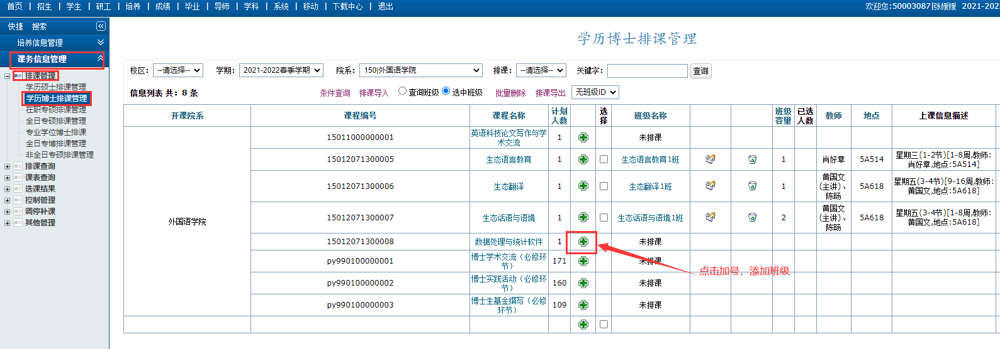 首页 | 招生 | 学生 | 研工 | 培养 | 成绩 | 毕业 | 导师 | 学科 | 系统 | 移动 | 下载中心 | 退出
欢迎您:50003087|张媛媛 2021-202
快捷 搜索
培养信息管理
课务信息管理
排课管理
学历硕士排课管理
学历博士排课管理
在职专硕排课管理
全日专硕排课管理
专业学位博士排课
全日专博排课管理
非全日专硕排课管理
排课查询
课表查询
选课结果
控制管理
调停补课
其他管理
学历博士排课管理
校区: --请选择-- 学期: 2021-2022春季学期 院系: 150|外国语学院 排课: --请选择-- 关键字: 查询
信息列表 共: 8 条 条件查询 排课导入 查询班级 选中班级 批量删除 排课导出 无班级ID
开课院系 课程编号 课程名称 计划人数 选择 班级名称 班级容量 已选人数 教师 地点 上课信息描述
外国语学院
15011000000001 英语科技论文写作与学术交流 1 未排课
15012071300005 生态语言教育 1 生态语言教育1班 1 肖好章 5A514 星期三(1-2节)[1-8周,教师:肖好章,地点:5A514]
15012071300006 生态翻译 1 生态翻译1班 1 黄国文(主讲)、陈旸 5A618 星期五(3-4节)[9-16周,教师:黄国文,地点:5A618]
15012071300007 生态话语与语境 1 生态话语与语境1班 2 黄国文(主讲)、陈旸 5A618 星期五(3-4节)[1-8周,教师:黄国文,地点:5A618]
15012071300008 数据处理与统计软件 1 未排课
py990100000001 博士学术交流（必修环节） 171 未排课
点击加号，添加班级
py990100000002 博士实践活动（必修环节） 160 未排课
py990100000003 博士生基金撰写（必修环节） 109 未排课